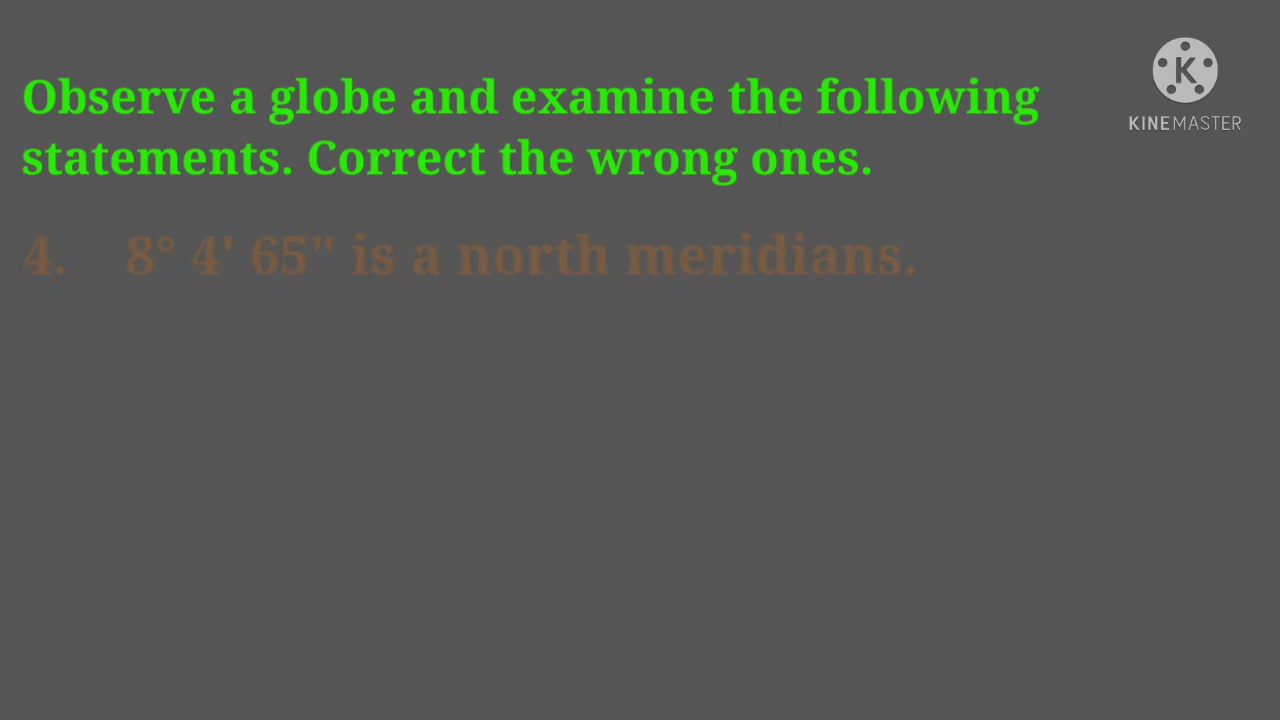 Observe a globe and examine the following
statements. Correct the wrong ones.
4. 8° 4' 65" is a north meridians.
K
KINEMASTER